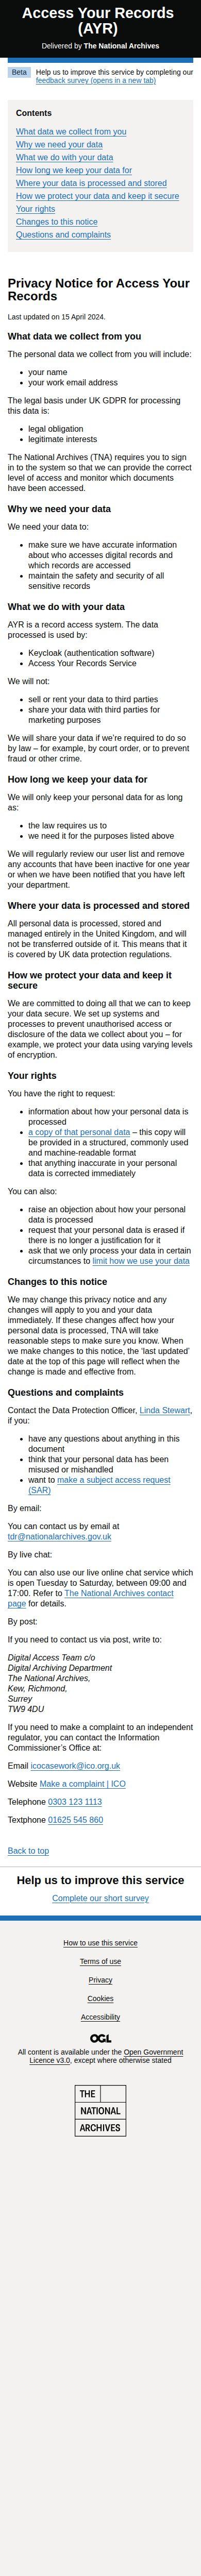 Access Your Records
(AYR)
Delivered by The National Archives
Beta
Help us to improve this service by completing our
feedback survey (opens in a new tab)
Contents
What data we collect from you
Why we need your data
What we do with your data
How long we keep your data for
Where your data is processed and stored
How we protect your data and keep it secure
Your rights
Changes to this notice
Questions and complaints
Privacy Notice for Access Your
Records
Last updated on 15 April 2024.
What data we collect from you
The personal data we collect from you will include:
• your name
• your work email address
The legal basis under UK GDPR for processing
this data is:
• legal obligation
• legitimate interests
The National Archives (TNA) requires you to sign
in to the system so that we can provide the correct
level of access and monitor which documents
have been accessed.
Why we need your data
We need your data to:
• make sure we have accurate information
about who accesses digital records and
which records are accessed
• maintain the safety and security of all
sensitive records
What we do with your data
AYR is a record access system. The data
processed is used by:
• Keycloak (authentication software)
• Access Your Records Service
We will not:
• sell or rent your data to third parties
• share your data with third parties for
marketing purposes
We will share your data if we’re required to do so
by law – for example, by court order, or to prevent
fraud or other crime.
How long we keep your data for
We will only keep your personal data for as long
as:
• the law requires us to
• we need it for the purposes listed above
We will regularly review our user list and remove
any accounts that have been inactive for one year
or when we have been notified that you have left
your department.
Where your data is processed and stored
All personal data is processed, stored and
managed entirely in the United Kingdom, and will
not be transferred outside of it. This means that it
is covered by UK data protection regulations.
How we protect your data and keep it
secure
We are committed to doing all that we can to keep
your data secure. We set up systems and
processes to prevent unauthorised access or
disclosure of the data we collect about you – for
example, we protect your data using varying levels
of encryption.
Your rights
You have the right to request:
• information about how your personal data is
processed
• a copy of that personal data – this copy will
be provided in a structured, commonly used
and machine-readable format
• that anything inaccurate in your personal
data is corrected immediately
You can also:
• raise an objection about how your personal
data is processed
• request that your personal data is erased if
there is no longer a justification for it
• ask that we only process your data in certain
circumstances to limit how we use your data
Changes to this notice
We may change this privacy notice and any
changes will apply to you and your data
immediately. If these changes affect how your
personal data is processed, TNA will take
reasonable steps to make sure you know. When
we make changes to this notice, the ‘last updated’
date at the top of this page will reflect when the
change is made and effective from.
Questions and complaints
Contact the Data Protection Officer, Linda Stewart,
if you:
• have any questions about anything in this
document
• think that your personal data has been
misused or mishandled
• want to make a subject access request
(SAR)
By email:
You can contact us by email at
tdr@nationalarchives.gov.uk
By live chat:
You can also use our live online chat service which
is open Tuesday to Saturday, between 09:00 and
17:00. Refer to The National Archives contact
page for details.
By post:
If you need to contact us via post, write to:
Digital Access Team c/o
Digital Archiving Department
The National Archives,
Kew, Richmond,
Surrey
TW9 4DU
If you need to make a complaint to an independent
regulator, you can contact the Information
Commissioner’s Office at:
Email icocasework@ico.org.uk
Website Make a complaint | ICO
Telephone 0303 123 1113
Textphone 01625 545 860
Back to top
Help us to improve this service
Complete our short survey
How to use this service
Terms of use
Privacy
Cookies
Accessibility
OGL
All content is available under the Open Government
Licence v3.0, except where otherwise stated
THE
NATIONAL
ARCHIVES